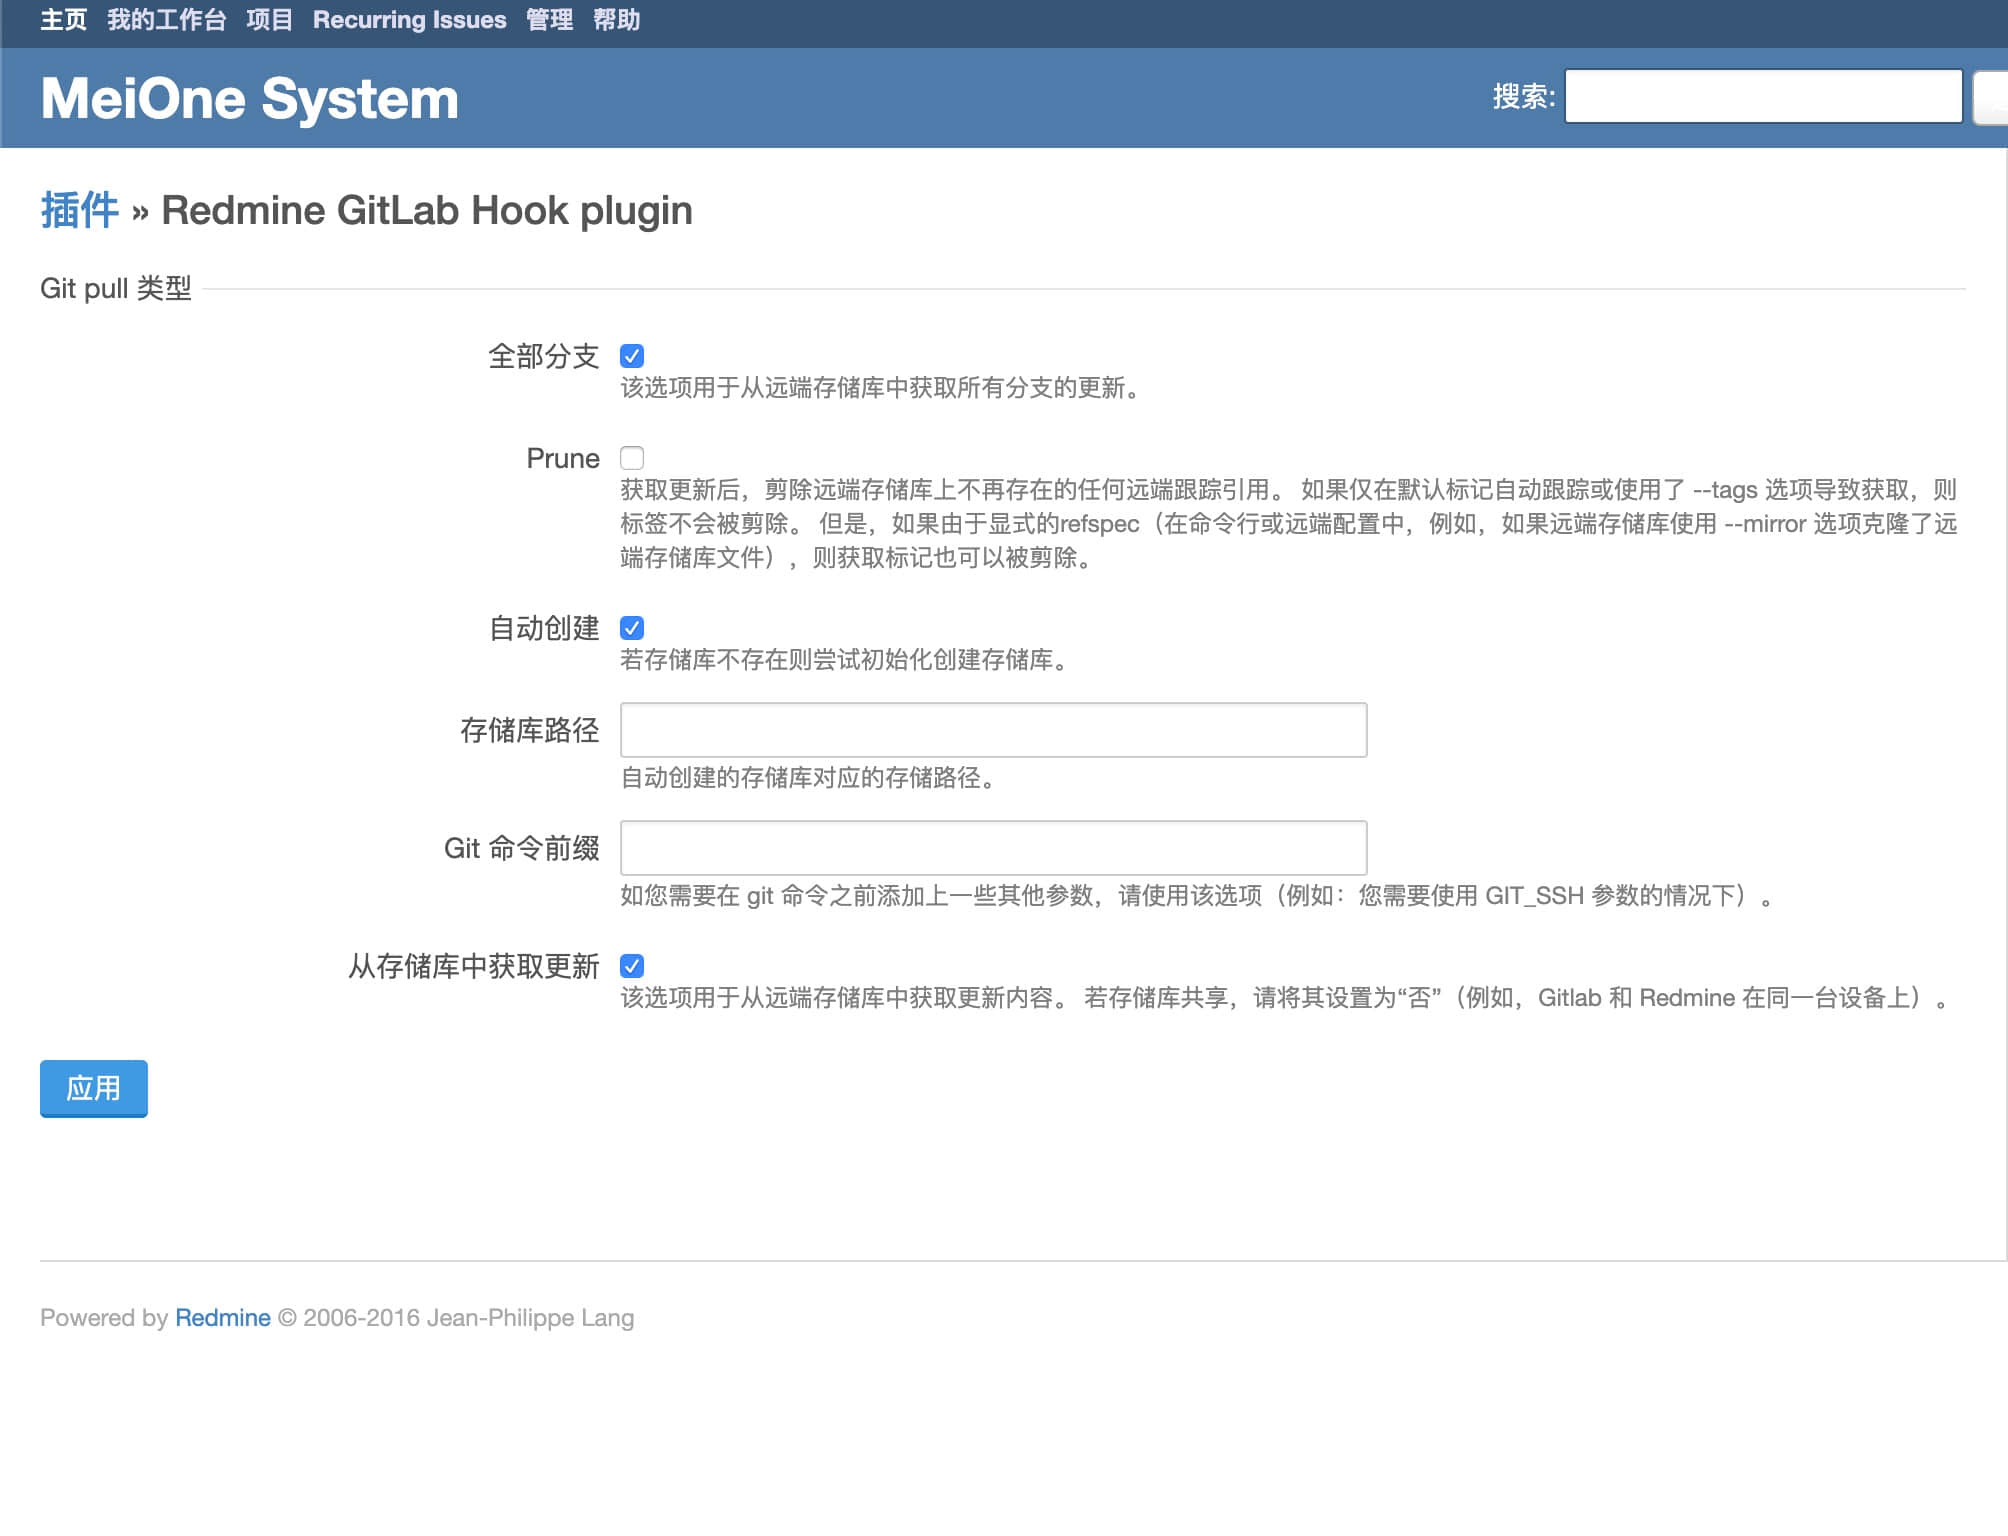 主页 我的工作台 项目 Recurring Issues 管理 帮助
MeiOne System
搜索:
插件 » Redmine GitLab Hook plugin
Git pull 类型
全部分支
该选项用于从远端存储库中获取所有分支的更新。
Prune
获取更新后，剪除远端存储库上不再存在的任何远端跟踪引用。 如果仅在默认标记自动跟踪或使用了 --tags 选项导致获取，则
标签不会被剪除。 但是，如果由于显式的refspec（在命令行或远端配置中，例如，如果远端存储库使用 --mirror 选项克隆了远
端存储库文件），则获取标记也可以被剪除。
自动创建
若存储库不存在则尝试初始化创建存储库。
存储库路径
自动创建的存储库对应的存储路径。
Git 命令前缀
如您需要在 git 命令之前添加上一些其他参数，请使用该选项（例如：您需要使用 GIT_SSH 参数的情况下）。
从存储库中获取更新
该选项用于从远端存储库中获取更新内容。 若存储库共享，请将其设置为“否”（例如，Gitlab 和 Redmine 在同一台设备上）。
应用
Powered by Redmine © 2006-2016 Jean-Philippe Lang